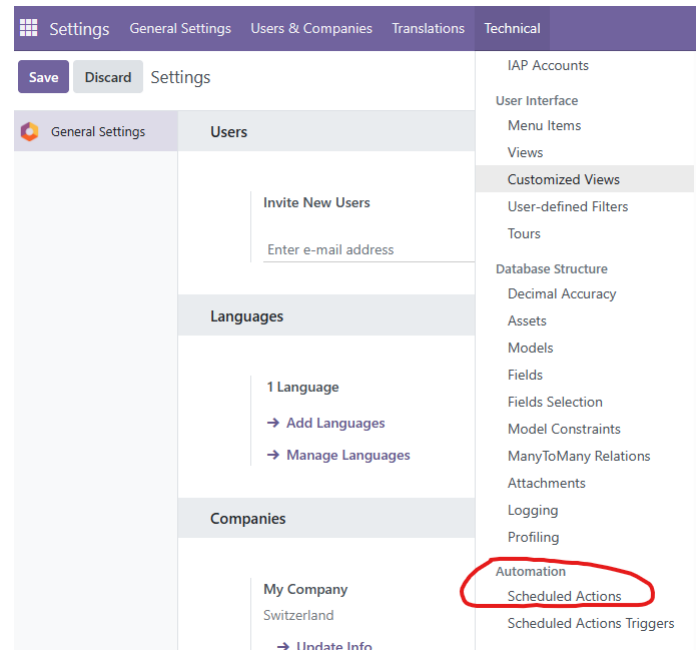 Settings General Settings Users & Companies Translations Technical
Save Discard Settings
General Settings
Users
Invite New Users
Enter e-mail address
Languages
1 Language
→ Add Languages
→ Manage Languages
Companies
My Company
Switzerland
→ Update Info
IAP Accounts
User Interface
Menu Items
Views
Customized Views
User-defined Filters
Tours
Database Structure
Decimal Accuracy
Assets
Models
Fields
Fields Selection
Model Constraints
ManyToMany Relations
Attachments
Logging
Profiling
Automation
Scheduled Actions
Scheduled Actions Triggers